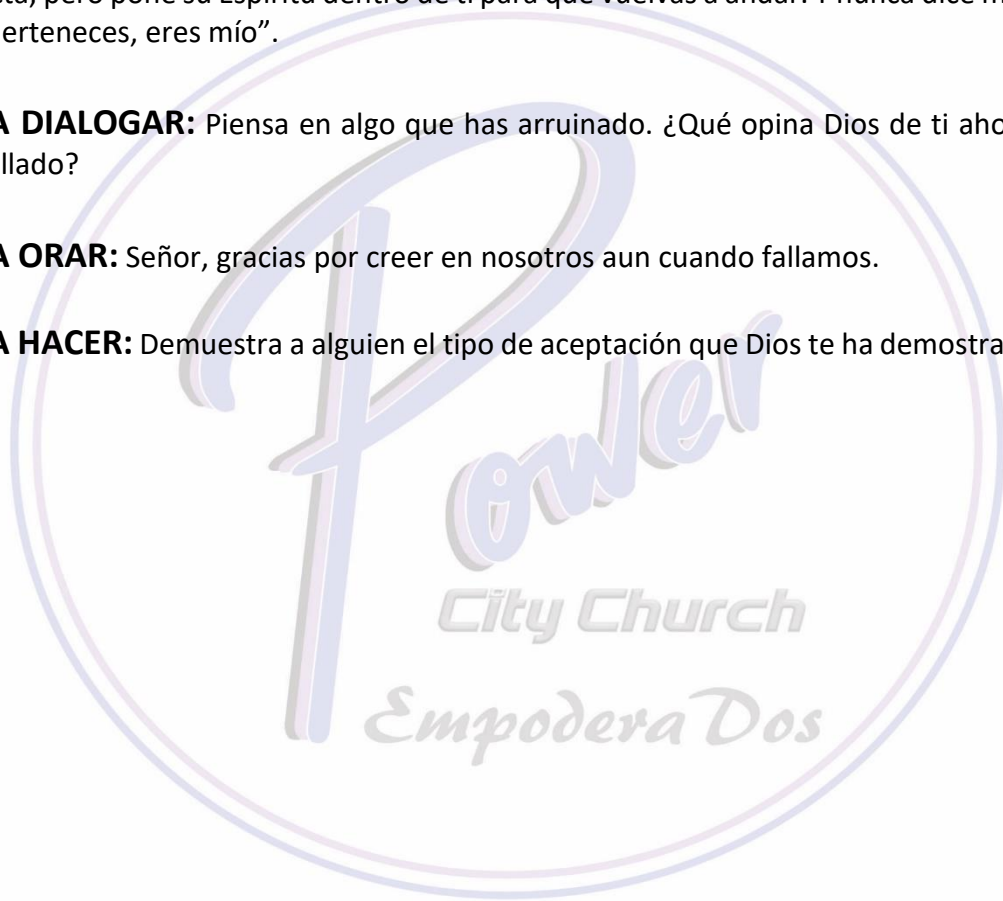 pero pone su Espíritu dentro de ti para que vuelvas a andar. Y nunca dice
erteneces, eres mío”.
A DIALOGAR: Piensa en algo que has arruinado. ¿Qué opina Dios de ti aho
llado?
A ORAR: Señor, gracias por creer en nosotros aun cuando fallamos.
A HACER: Demuestra a alguien el tipo de aceptación que Dios te ha demostra
Power
City Church
EmpoderaDos